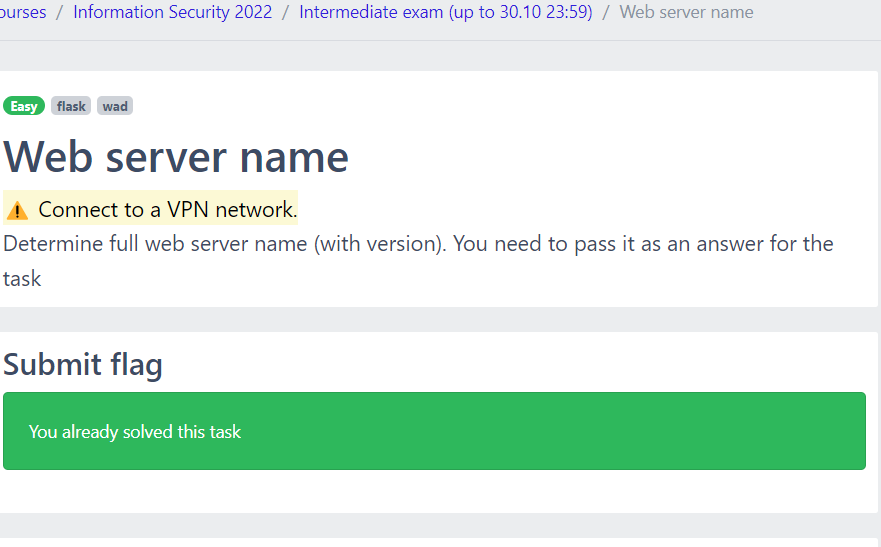 / Information Security 2022 / Intermediate exam (up to 30.10 23:59) / Web server name
Easy flask wad
Web server name
⚠ Connect to a VPN network.
Determine full web server name (with version). You need to pass it as an answer for the
task
Submit flag
You already solved this task